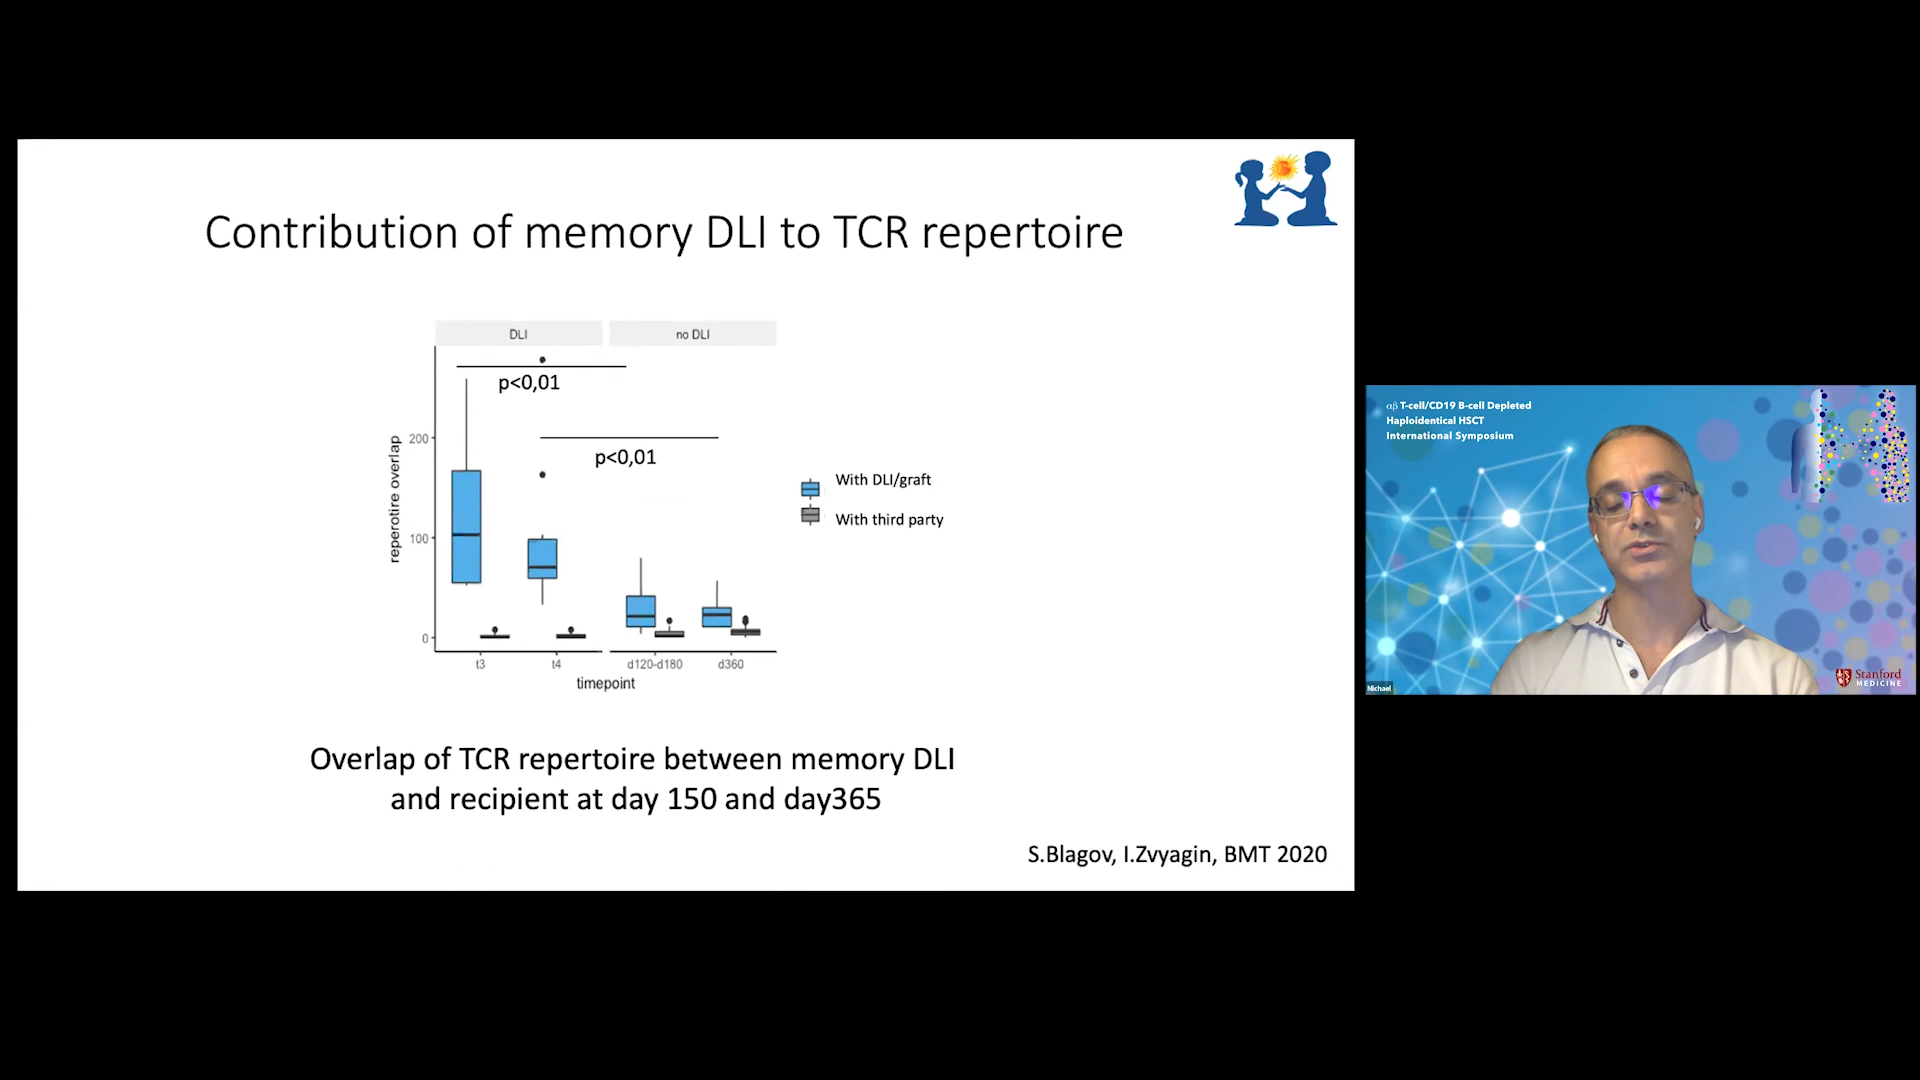 Contribution of memory DLI to TCR repertoire
DLI
no DLI
p<0,01
p<0,01
reperotire overlap
200
100
0
t3
t4
d120-d180
d360
timepoint
With DLI/graft
With third party
Overlap of TCR repertoire between memory DLI
and recipient at day 150 and day365
S.Blagov, I.Zvyagin, BMT 2020
αβ T-cell/CD19 B-cell Depleted
Haploidentical HSCT
International Symposium
Michael
Stanford
MEDICINE